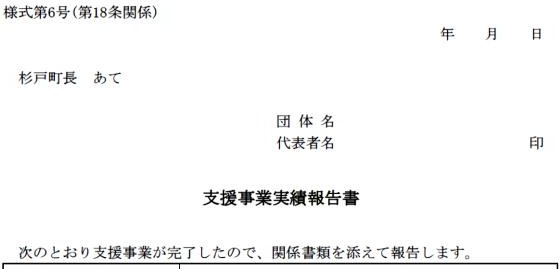 様式第6号(第18条関係)
年　　月　　日
杉戸町長　あて
団 体 名
代表者名　　　　　　　　　　　　　印
支援事業実績報告書
次のとおり支援事業が完了したので、関係書類を添えて報告します。